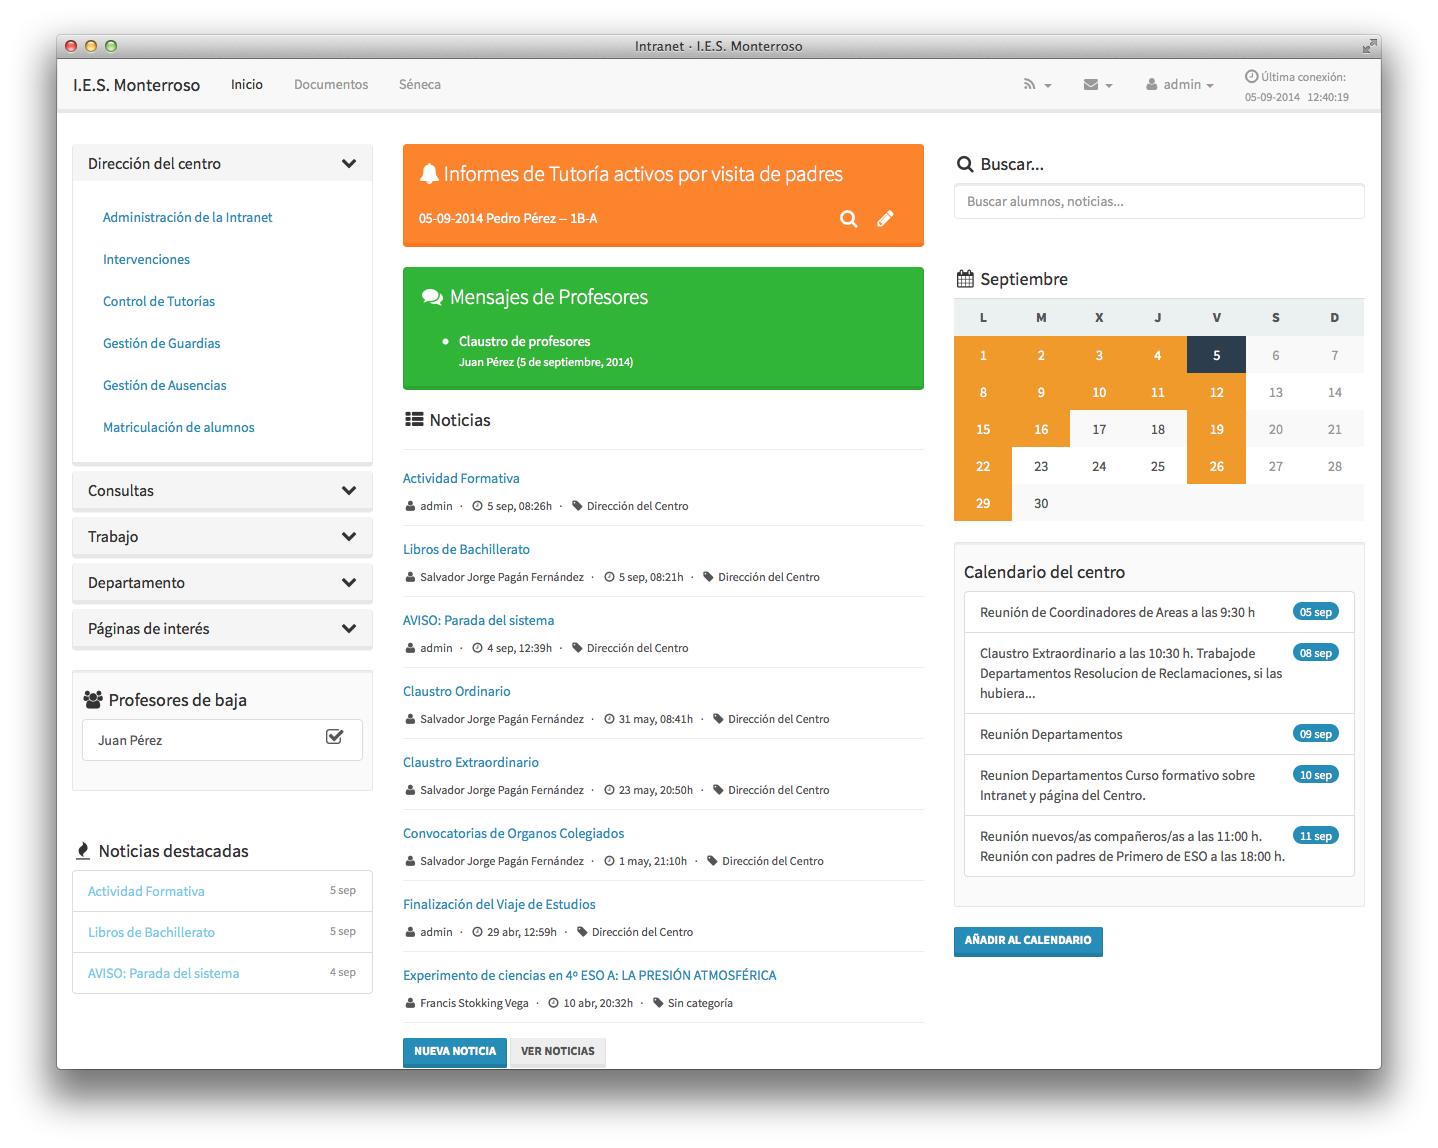 Intranet · I.E.S. Monterroso
I.E.S. Monterroso Inicio Documentos Séneca admin Última conexión:
05-09-2014 12:40:19
Dirección del centro
Administración de la Intranet
Intervenciones
Control de Tutorías
Gestión de Guardias
Gestión de Ausencias
Matriculación de alumnos
Consultas
Trabajo
Departamento
Páginas de interés
Profesores de baja
Juan Pérez
Noticias destacadas
Actividad Formativa 5 sep
Libros de Bachillerato 5 sep
AVISO: Parada del sistema 4 sep
Informes de Tutoría activos por visita de padres
05-09-2014 Pedro Pérez – 1B-A
Mensajes de Profesores
Claustro de profesores
Juan Pérez (5 de septiembre, 2014)
Noticias
Actividad Formativa
admin · 5 sep, 08:26h · Dirección del Centro
Libros de Bachillerato
Salvador Jorge Pagán Fernández · 5 sep, 08:21h · Dirección del Centro
AVISO: Parada del sistema
admin · 4 sep, 12:39h · Dirección del Centro
Claustro Ordinario
Salvador Jorge Pagán Fernández · 31 may, 08:41h · Dirección del Centro
Claustro Extraordinario
Salvador Jorge Pagán Fernández · 23 may, 20:50h · Dirección del Centro
Convocatorias de Organos Colegiados
Salvador Jorge Pagán Fernández · 1 may, 21:10h · Dirección del Centro
Finalización del Viaje de Estudios
admin · 29 abr, 12:59h · Dirección del Centro
Experimento de ciencias en 4º ESO A: LA PRESIÓN ATMOSFÉRICA
Francis Stokking Vega · 10 abr, 20:32h · Sin categoría
NUEVA NOTICIA VER NOTICIAS
Buscar...
Buscar alumnos, noticias...
Septiembre
L M X J V S D
1 2 3 4 5 6 7
8 9 10 11 12 13 14
15 16 17 18 19 20 21
22 23 24 25 26 27 28
29 30
Calendario del centro
Reunión de Coordinadores de Areas a las 9:30 h 05 sep
Claustro Extraordinario a las 10:30 h. Trabajode 08 sep
Departamentos Resolucion de Reclamaciones, si las
hubiera...
Reunión Departamentos 09 sep
Reunion Departamentos Curso formativo sobre 10 sep
Intranet y página del Centro.
Reunión nuevos/as compañeros/as a las 11:00 h. 11 sep
Reunión con padres de Primero de ESO a las 18:00 h.
AÑADIR AL CALENDARIO